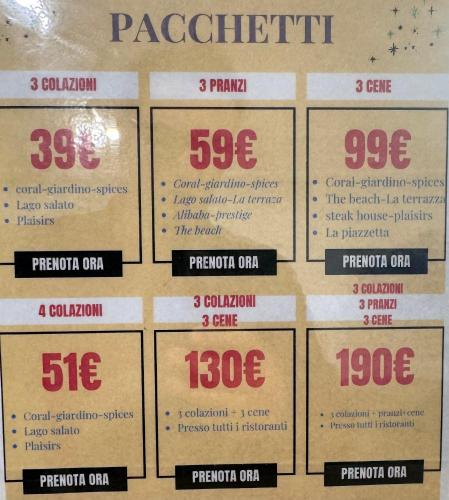 PACCHETTI
3 COLAZIONI
39€
coral-giardino-spices
Lago salato
Plaisirs
PRENOTA ORA
3 PRANZI
59€
Coral-giardino-spices
Lago salato-La terraza
Alibaba-prestige
The beach
PRENOTA ORA
3 CENE
99€
Coral-giardino-spices
The beach-La terrazza
steak house-plaisirs
La piazzetta
PRENOTA ORA
4 COLAZIONI
51€
Coral-giardino-spices
Lago salato
Plaisirs
PRENOTA ORA
3 COLAZIONI
3 CENE
130€
3 colazioni + 3 cene
Presso tutti i ristoranti
PRENOTA ORA
3 COLAZIONI
3 PRANZI
3 CENE
190€
3 colazioni + pranzi+cene
Presso tutti i ristoranti
PRENOTA ORA